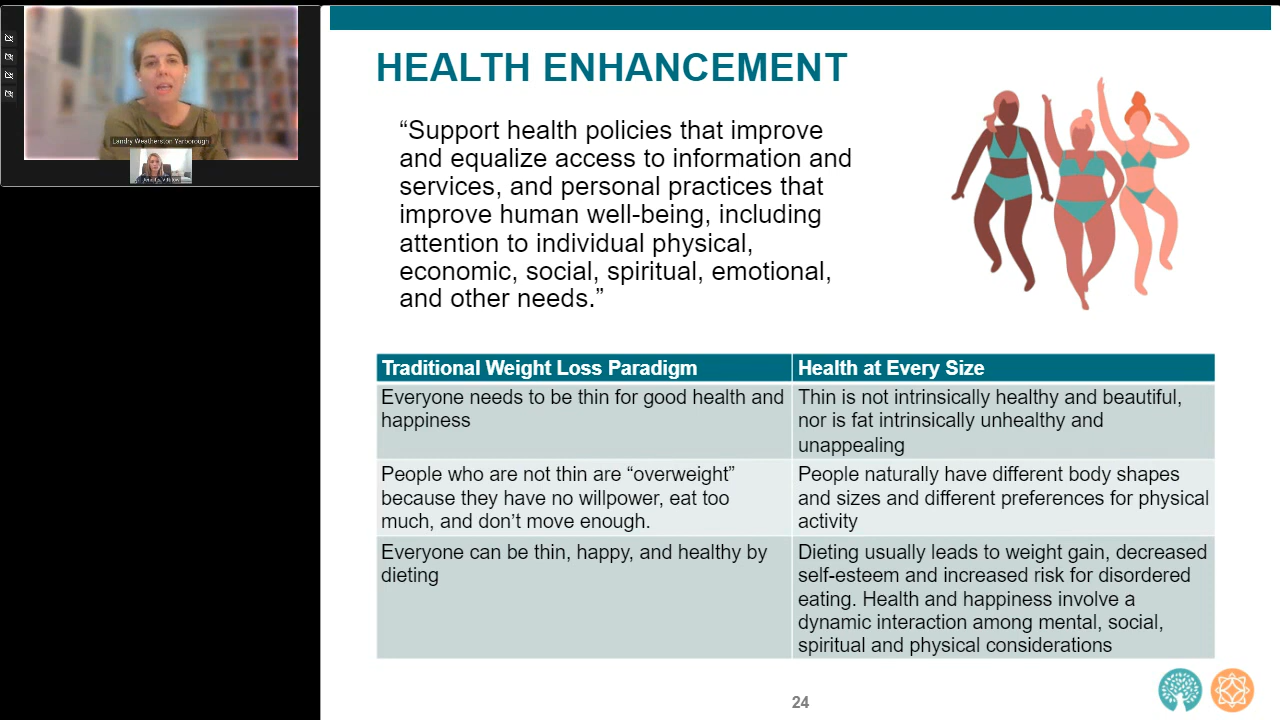 Landry Weatherston Yarborough
HEALTH ENHANCEMENT
“Support health policies that improve
and equalize access to information and
services, and personal practices that
improve human well-being, including
attention to individual physical,
economic, social, spiritual, emotional,
and other needs.”
Traditional Weight Loss Paradigm
Health at Every Size
Everyone needs to be thin for good health and
happiness
Thin is not intrinsically healthy and beautiful,
nor is fat intrinsically unhealthy and
unappealing
People who are not thin are “overweight”
because they have no willpower, eat too
much, and don’t move enough.
People naturally have different body shapes
and sizes and different preferences for physical
activity
Everyone can be thin, happy, and healthy by
dieting
Dieting usually leads to weight gain, decreased
self-esteem and increased risk for disordered
eating. Health and happiness involve a
dynamic interaction among mental, social,
spiritual and physical considerations
24